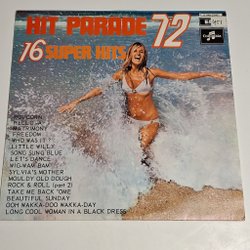 HIT PARADE 72
16 SUPER HITS
Columbia
POPCORN
MATRIMONY
FREEDOM
WHO WAS IT?
LITTLE WILLY
SONG SUNG BLUE
LET'S DANCE
WIG-WAM-BAM
SYLVIA'S MOTHER
MOULDY OLD DOUGH
ROCK & ROLL (part 2)
TAKE ME BACK 'OME
BEAUTIFUL SUNDAY
OOH WAKKA-DOO WAKKA-DAY
LONG COOL WOMAN IN A BLACK DRESS